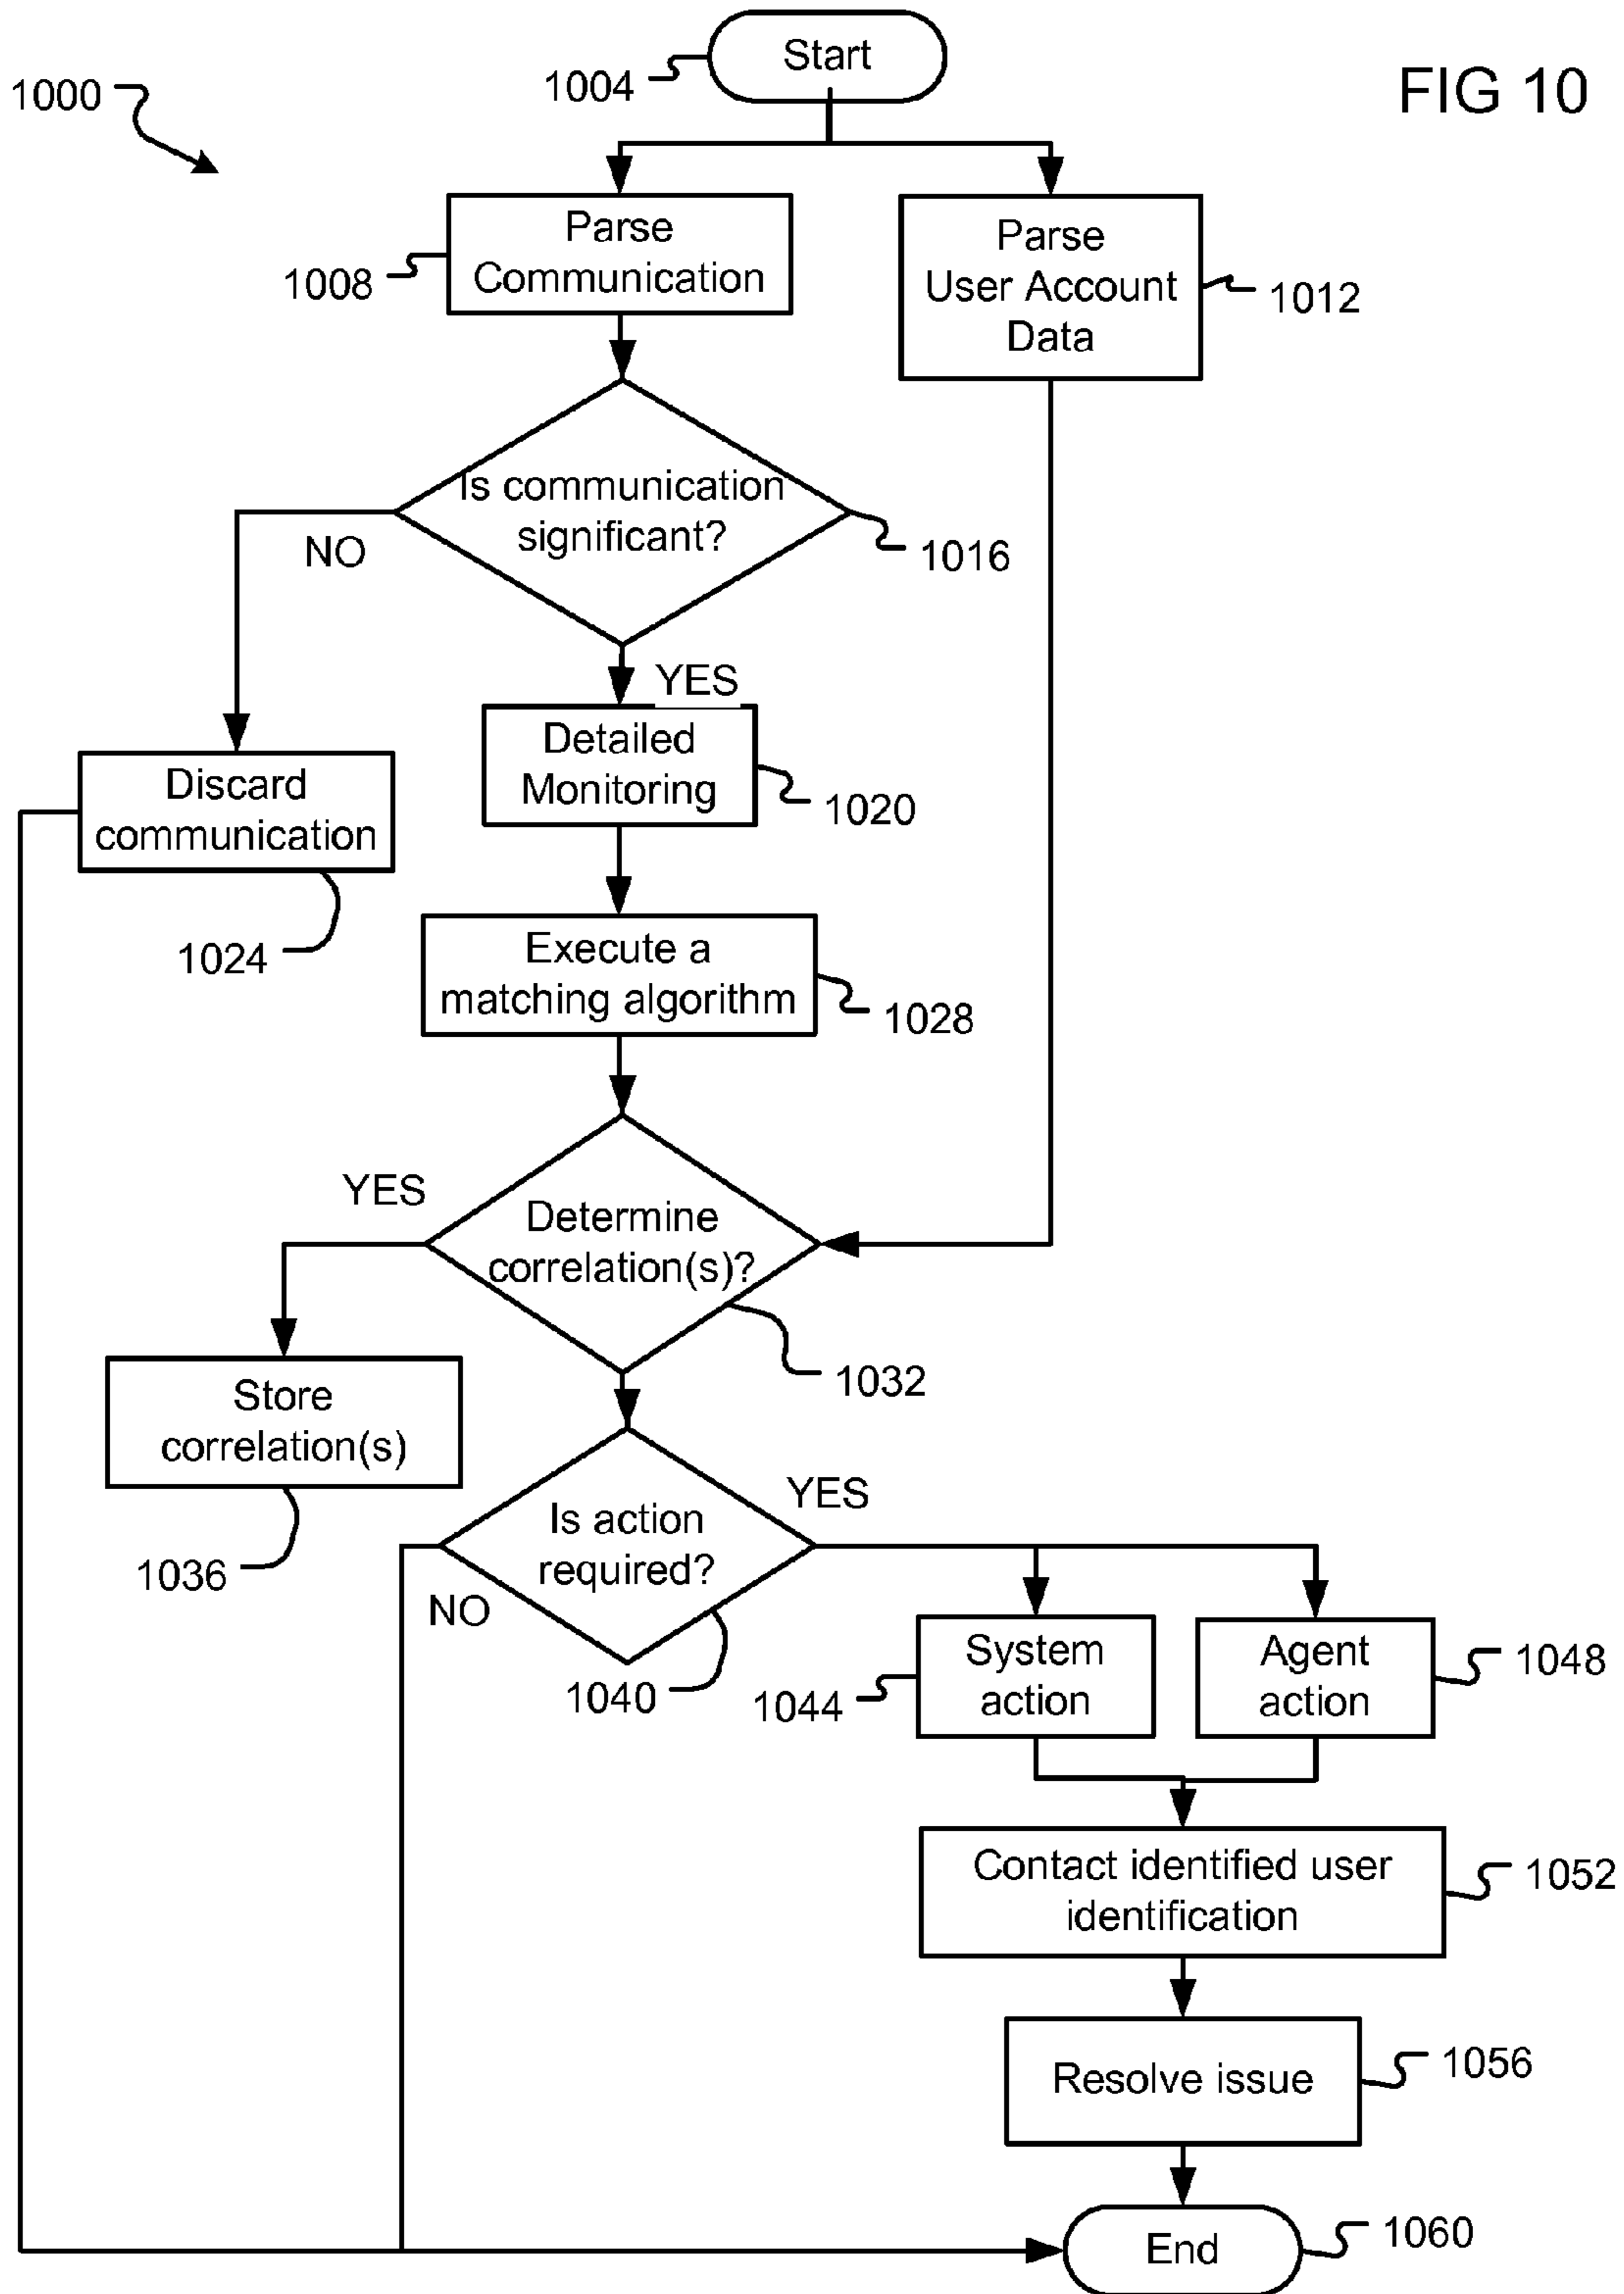 Start
1004
FIG 10
1000
Parse
Communication
1008
Parse
User Account
Data
1012
Is communication
significant?
1016
NO
YES
Detailed
Monitoring
1020
Discard
communication
1024
Execute a
matching algorithm
1028
YES
Determine
correlation(s)?
1032
Store
correlation(s)
1036
Is action
required?
YES
NO
1040
System
action
1044
Agent
action
1048
Contact identified user
identification
1052
Resolve issue
1056
End
1060